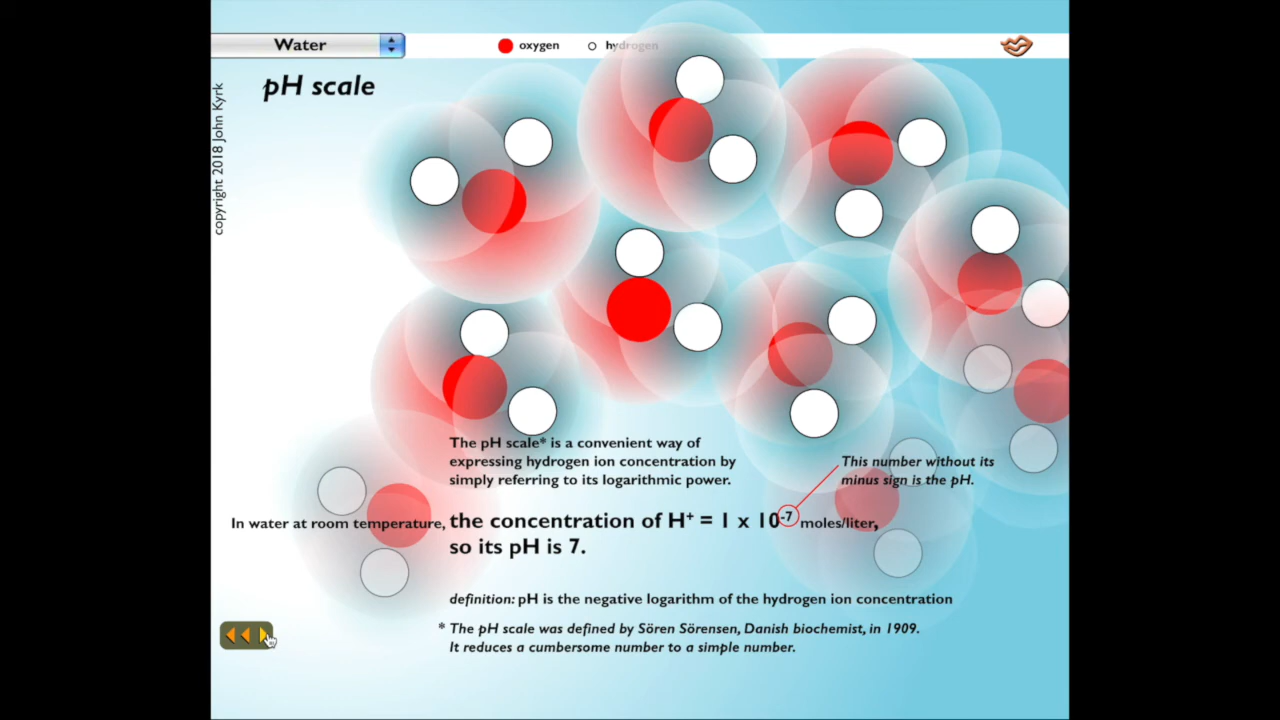 Water
oxygen
hydrogen
pH scale
copyright 2018 John Kyrk
The pH scale* is a convenient way of
expressing hydrogen ion concentration by
simply referring to its logarithmic power.
This number without its
minus sign is the pH.
In water at room temperature, the concentration of H⁺ = 1 x 10⁻⁷ moles/liter,
so its pH is 7.
definition: pH is the negative logarithm of the hydrogen ion concentration
* The pH scale was defined by Sören Sörensen, Danish biochemist, in 1909.
It reduces a cumbersome number to a simple number.